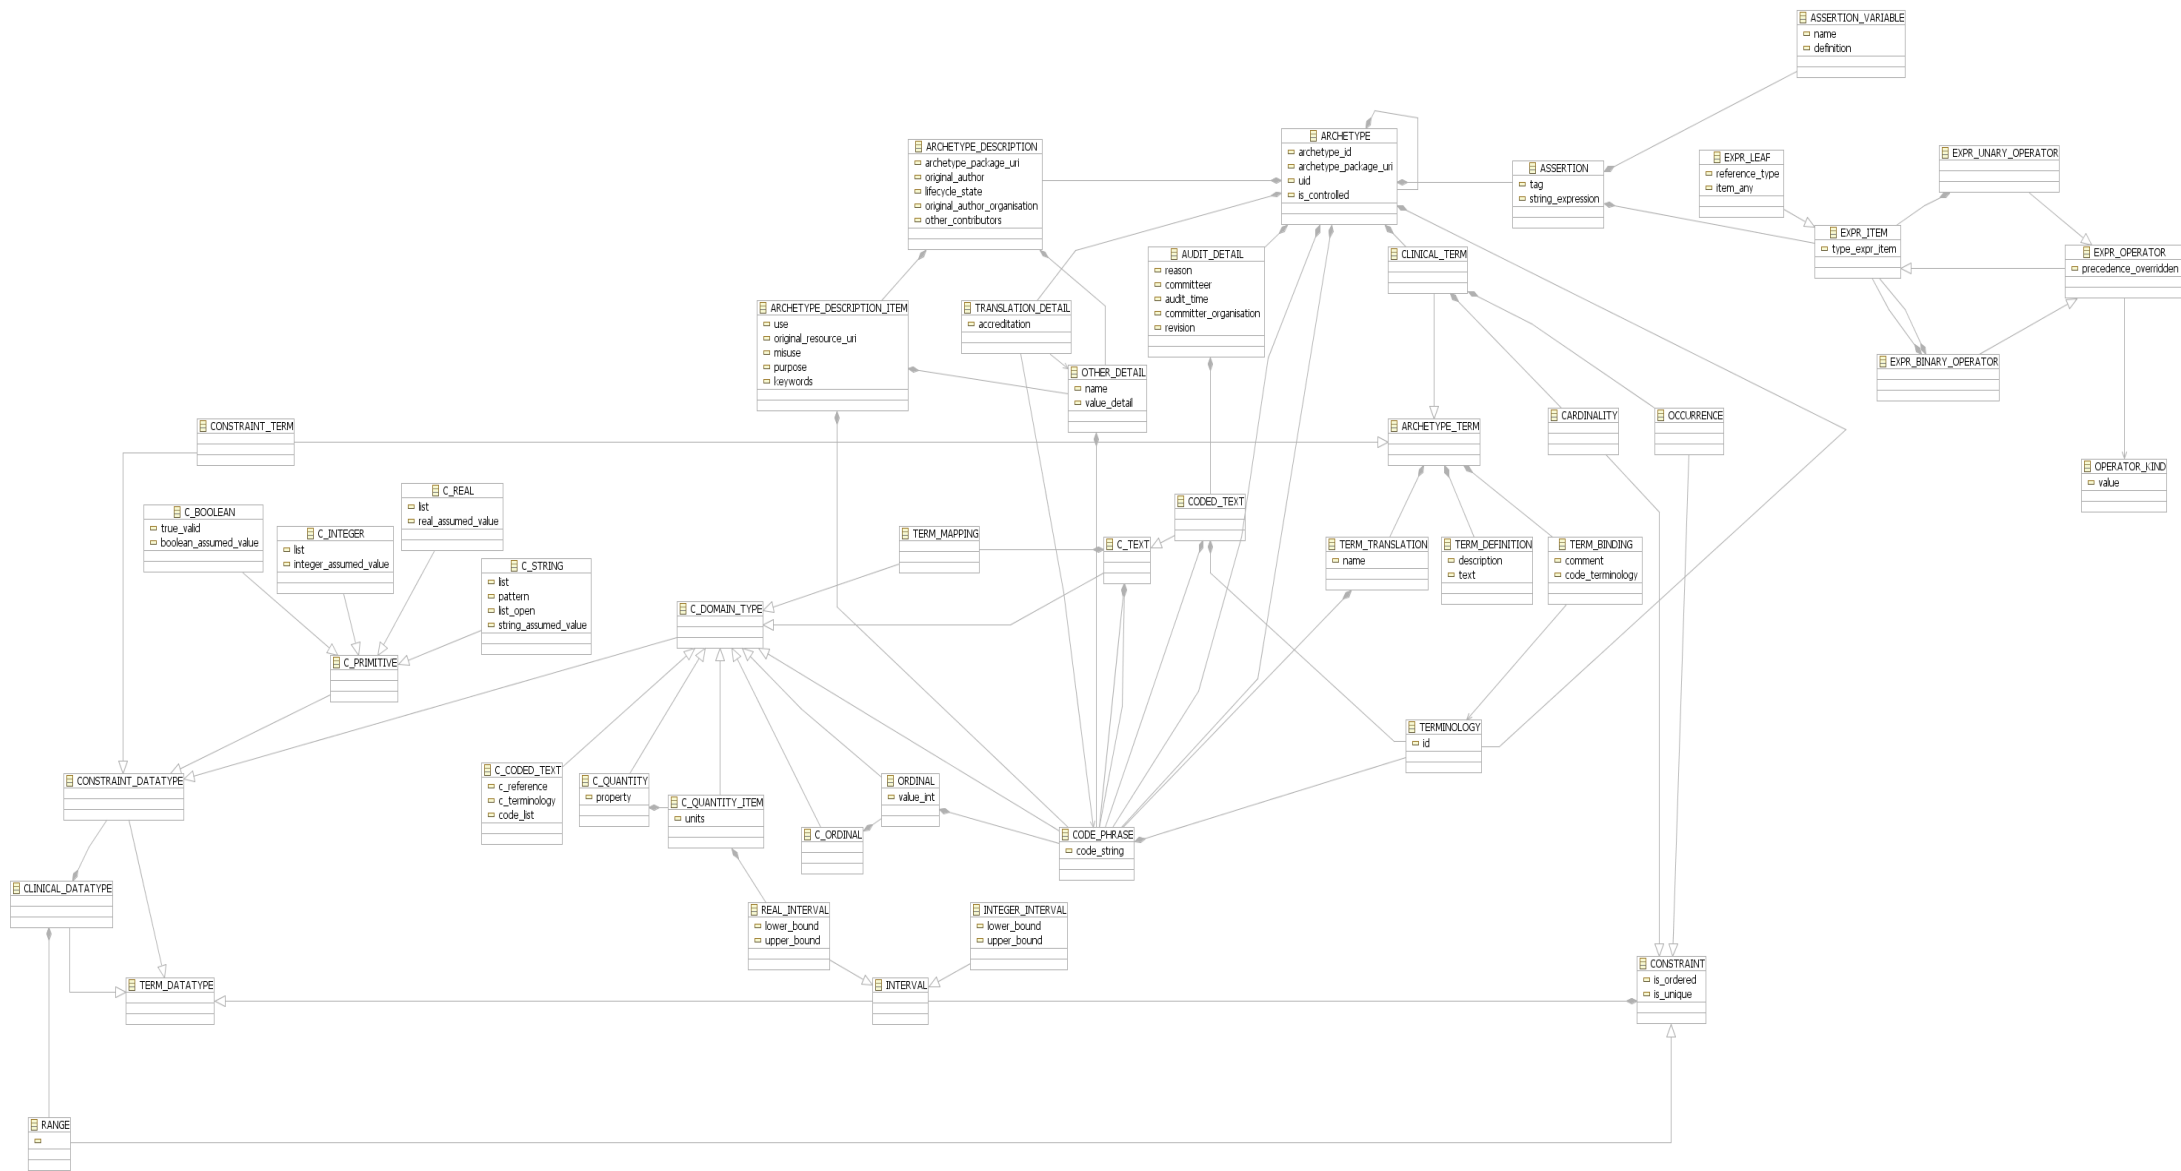 ASSERTION_VARIABLE
name
definition
ARCHETYPE
archetype_id
archetype_package_uri
uid
is_controlled
ARCHETYPE_DESCRIPTION
archetype_package_uri
original_author
lifecycle_state
original_author_organisation
other_contributors
ASSERTION
tag
string_expression
EXPR_LEAF
reference_type
item_any
EXPR_UNARY_OPERATOR
EXPR_ITEM
type_expr_item
EXPR_OPERATOR
precedence_overridden
AUDIT_DETAIL
reason
committeer
audit_time
committer_organisation
revision
CLINICAL_TERM
ARCHETYPE_DESCRIPTION_ITEM
use
original_resource_uri
misuse
purpose
keywords
TRANSLATION_DETAIL
accreditation
OTHER_DETAIL
name
value_detail
EXPR_BINARY_OPERATOR
CONSTRAINT_TERM
ARCHETYPE_TERM
CARDINALITY
OCCURRENCE
OPERATOR_KIND
value
C_BOOLEAN
true_valid
boolean_assumed_value
C_INTEGER
list
integer_assumed_value
C_REAL
list
real_assumed_value
C_STRING
list
pattern
list_open
string_assumed_value
CODED_TEXT
TERM_MAPPING
C_TEXT
TERM_TRANSLATION
name
TERM_DEFINITION
description
text
TERM_BINDING
comment
code_terminology
C_DOMAIN_TYPE
C_PRIMITIVE
TERMINOLOGY
id
CONSTRAINT_DATATYPE
C_CODED_TEXT
c_reference
c_terminology
code_list
C_QUANTITY
property
C_QUANTITY_ITEM
units
ORDINAL
value_int
C_ORDINAL
CODE_PHRASE
code_string
CLINICAL_DATATYPE
REAL_INTERVAL
lower_bound
upper_bound
INTEGER_INTERVAL
lower_bound
upper_bound
TERM_DATATYPE
INTERVAL
CONSTRAINT
is_ordered
is_unique
RANGE